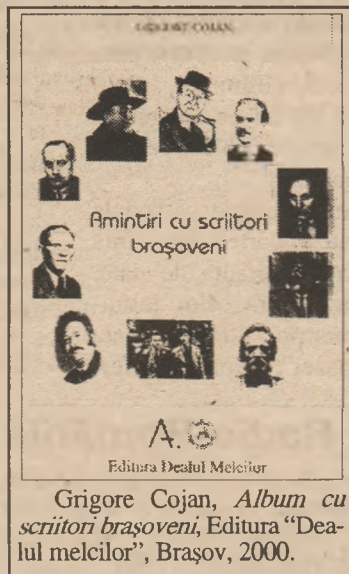 GRIGORE COJAN
Amintiri cu scriitori
brașoveni
A.
Editura Dealul Melcilor
Grigore Cojan, Album cu
scriitori brașoveni, Editura “Dea-
lul melcilor”, Brașov, 2000.